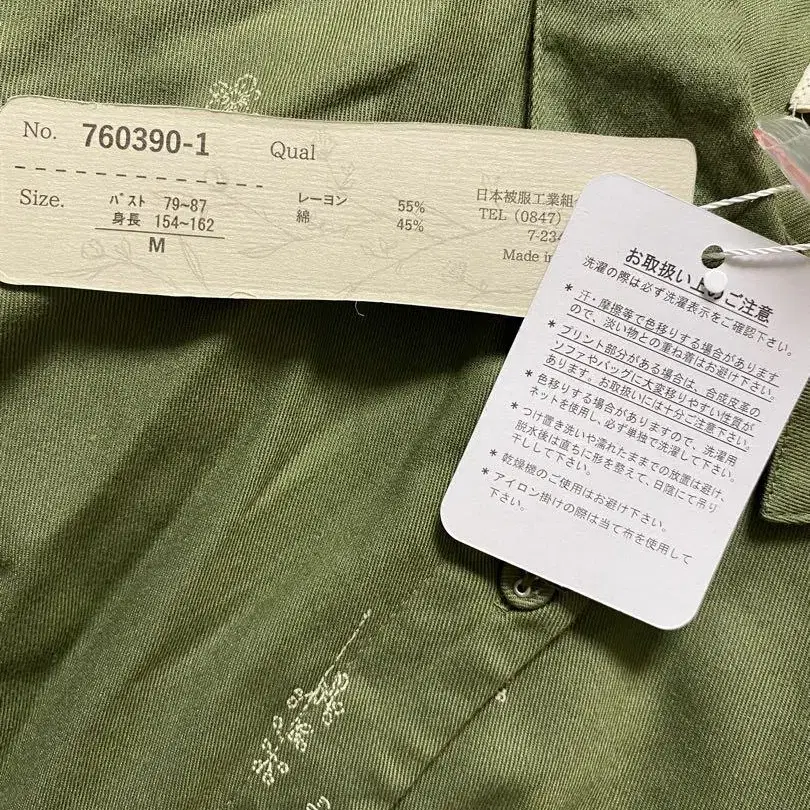 No. 760390-1
Qual
Size.
バスト 79~87
身長 154~162
M
レーヨン 55%
綿 45%
日本被服工業組
TEL (0847)
7-23
Made in
お取扱い上のご注意
洗濯の際は必ず洗濯表示をご確認下さい。
* 汗・摩擦等で色移りする場合があります
ので、淡い物との重ね着はお避け下さい。
* プリント部分がある場合は、合成皮革の
ソファやバッグに大変移りやすい性質が
あります。お取扱いには十分ご注意下さい。
* 色移りする場合がありますので、洗濯用
ネットを使用し、必ず単独で洗濯して下さい。
* つけ置き洗いや濡れたままでの放置は避け、
脱水後は直ちに形を整えて、日陰にて吊り
干しして下さい。
* 乾燥機のご使用はお避け下さい。
* アイロン掛けの際は当て布を使用して
下さい。